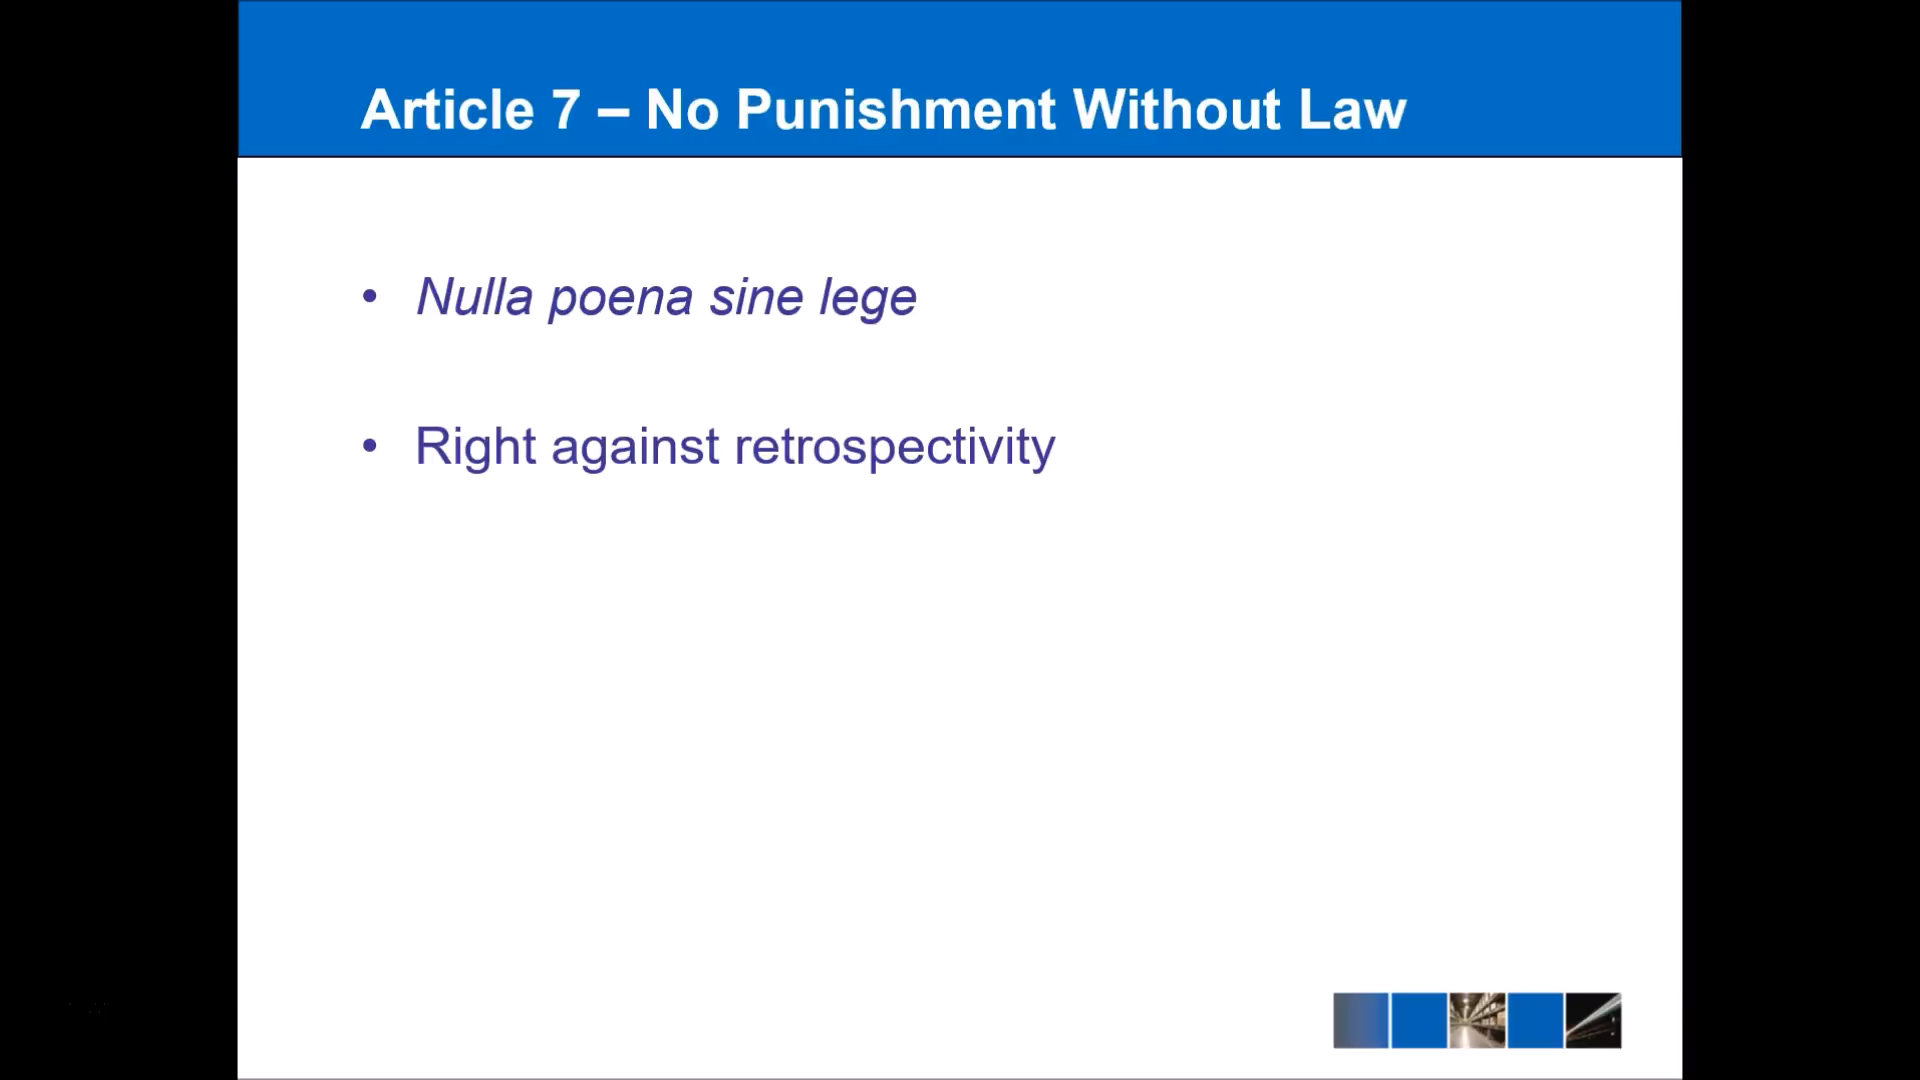 Article 7 – No Punishment Without Law
• Nulla poena sine lege
• Right against retrospectivity